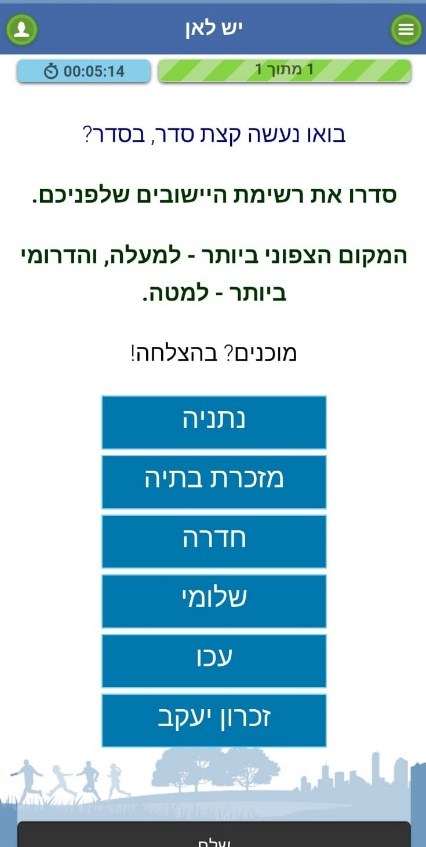 יש לאן
00:05:14
1 מתוך 1
בואו נעשה קצת סדר, בסדר?
סדרו את רשימת היישובים שלפניכם.
המקום הצפוני ביותר - למעלה, והדרומי
ביותר - למטה.
מוכנים? בהצלחה!
נתניה
מזכרת בתיה
חדרה
שלומי
עכו
זכרון יעקב